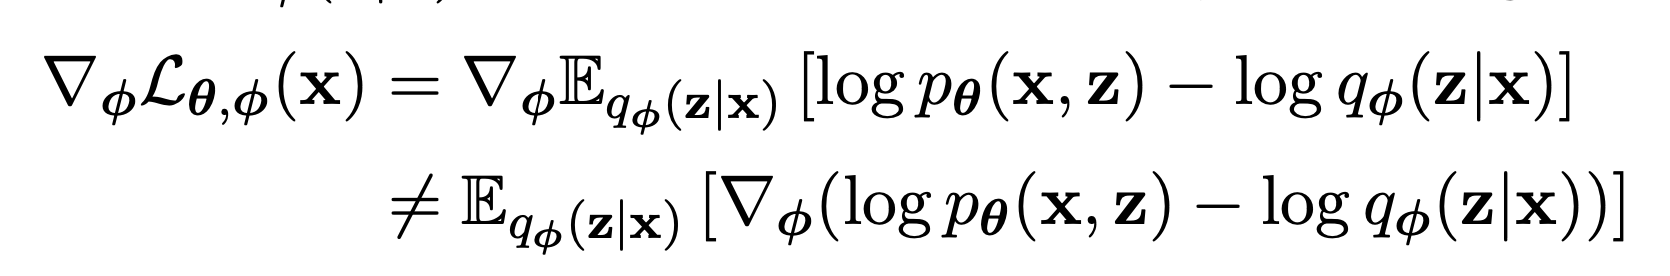 ∇_ϕ ℒ_{θ,ϕ}(𝐱) = ∇_ϕ 𝔼_{q_ϕ(𝐳|𝐱)} [log p_θ(𝐱, 𝐳) − log q_ϕ(𝐳|𝐱)]
≠ 𝔼_{q_ϕ(𝐳|𝐱)} [∇_ϕ(log p_θ(𝐱, 𝐳) − log q_ϕ(𝐳|𝐱))]